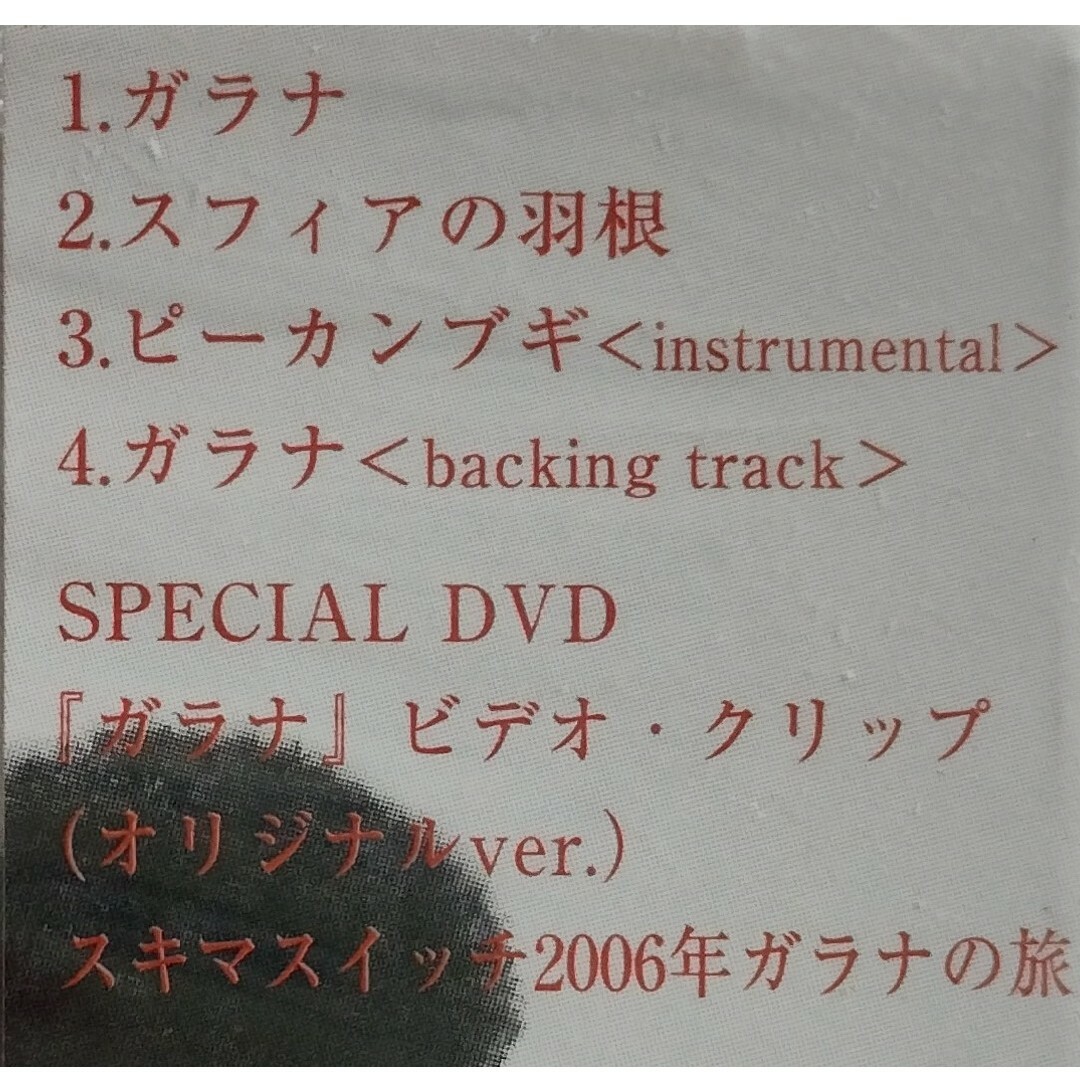 1.ガラナ
2.スフィアの羽根
3.ピーカンブギ<instrumental>
4.ガラナ<backing track>
SPECIAL DVD
『ガラナ』ビデオ・クリップ
(オリジナルver.)
スキマスイッチ2006年ガラナの旅